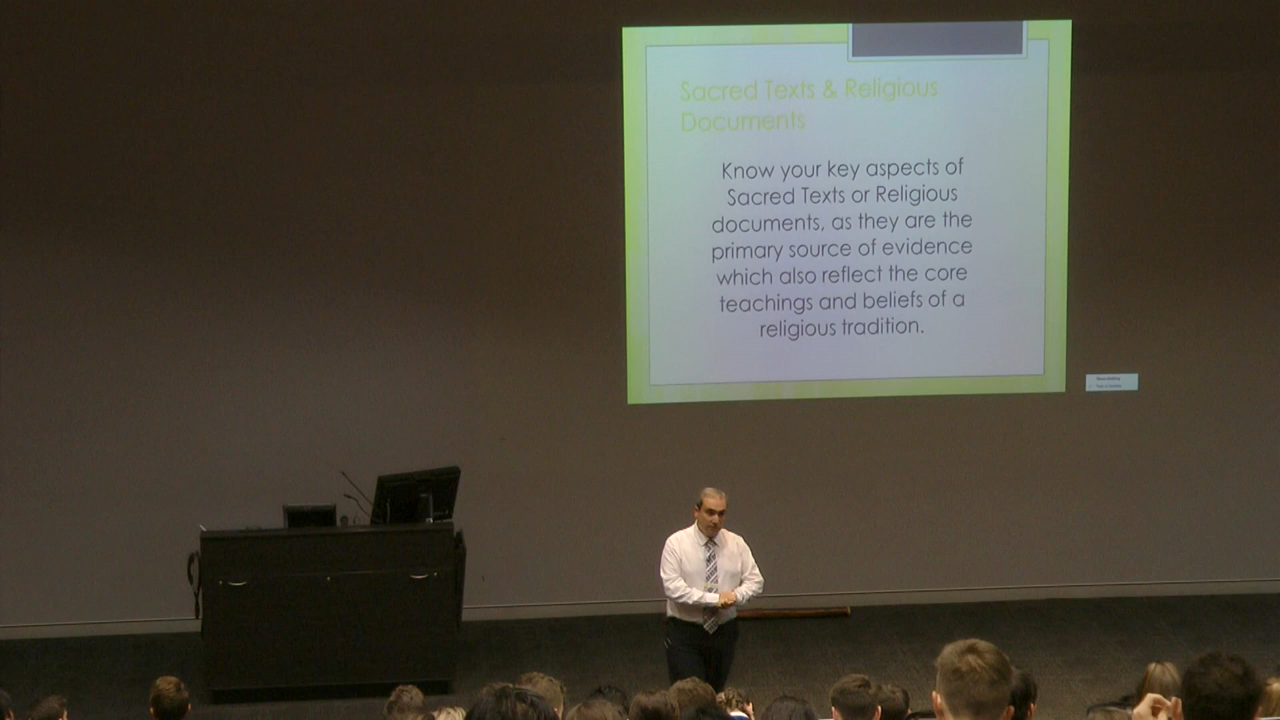 Sacred Texts & Religious
Documents
Know your key aspects of
Sacred Texts or Religious
documents, as they are the
primary source of evidence
which also reflect the core
teachings and beliefs of a
religious tradition.